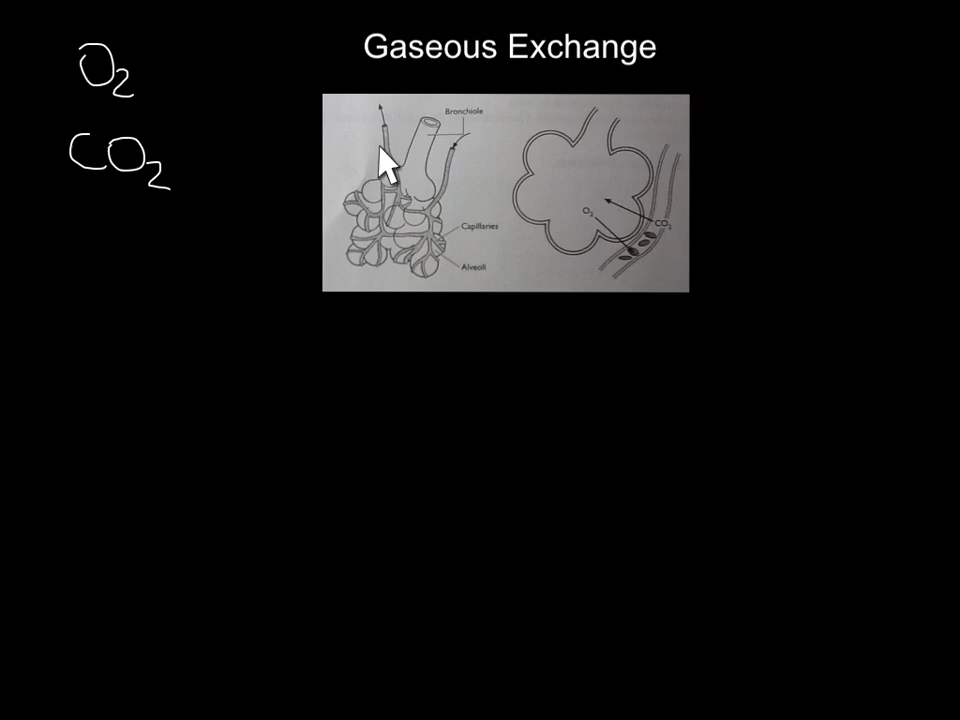 Gaseous Exchange
O2
CO2
Bronchiole
Capillaries
Alveoli
O2
CO2